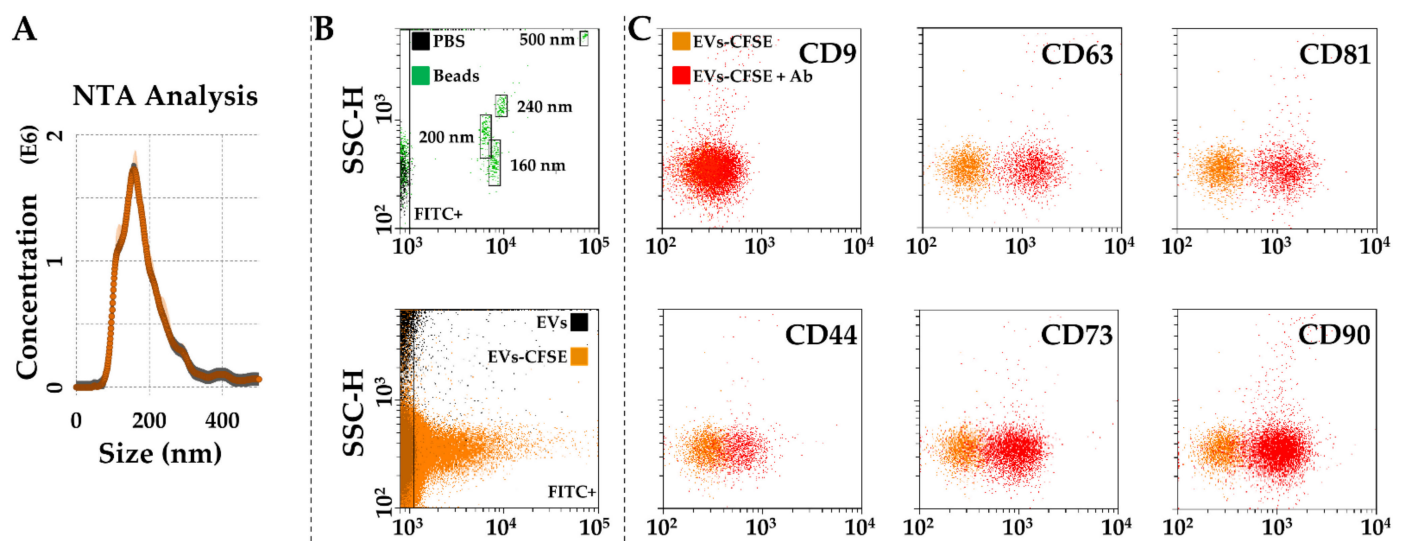 A
NTA Analysis
Concentration (E6)
2
1
0
0 200 400
Size (nm)
B
PBS
Beads
500 nm
240 nm
200 nm
160 nm
FITC+
SSC-H
10³
10²
10³ 10⁴ 10⁵
EVs
EVs-CFSE
FITC+
SSC-H
10³
10²
10³ 10⁴ 10⁵
C
EVs-CFSE
EVs-CFSE + Ab
CD9
10² 10³ 10⁴
CD63
10² 10³ 10⁴
CD81
10² 10³ 10⁴
CD44
10² 10³ 10⁴
CD73
10² 10³ 10⁴
CD90
10² 10³ 10⁴